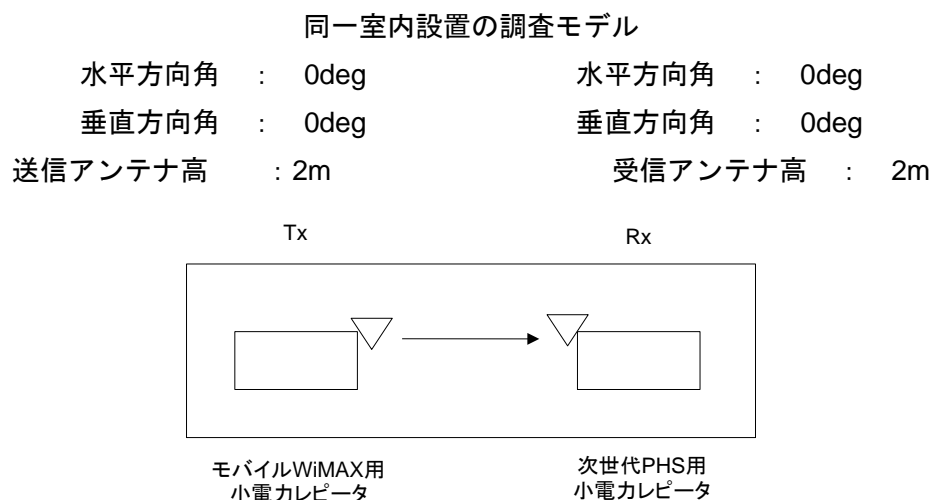 同一室内設置の調査モデル
水平方向角 : 0deg 水平方向角 : 0deg
垂直方向角 : 0deg 垂直方向角 : 0deg
送信アンテナ高 : 2m 受信アンテナ高 : 2m
Tx Rx
モバイルWiMAX用 次世代PHS用
小電力レピータ 小電力レピータ